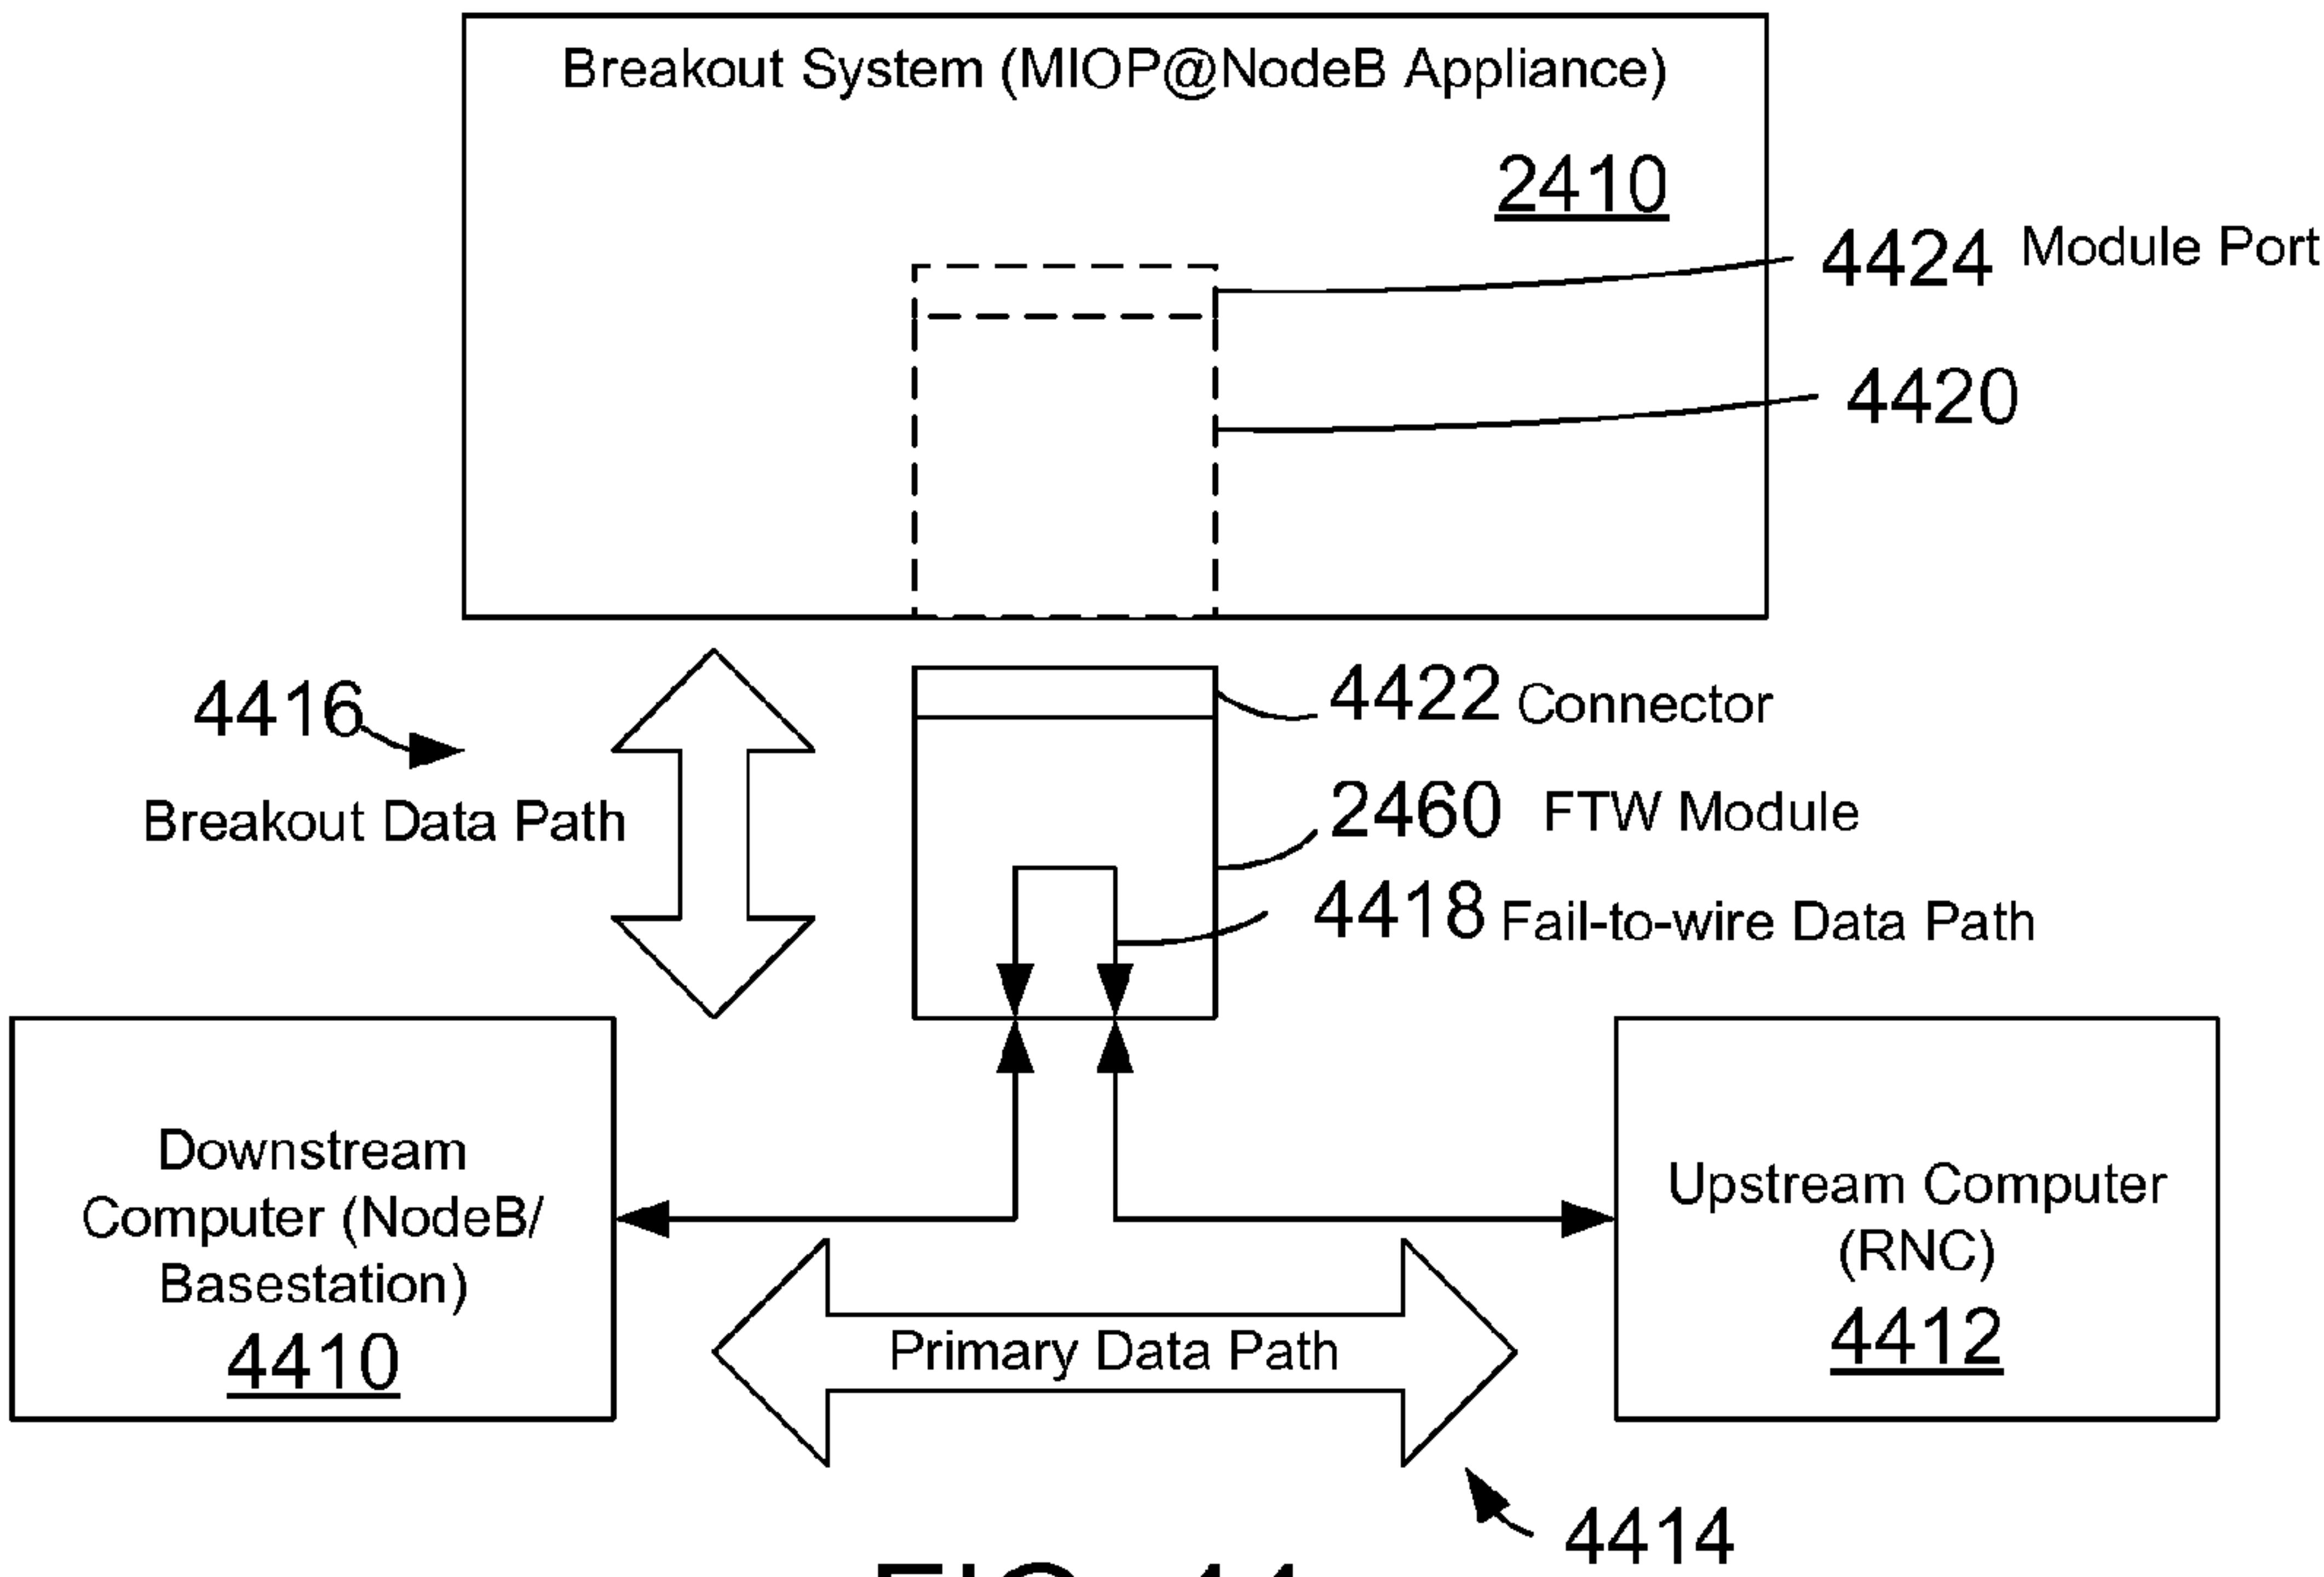 Breakout System (MIOP@NodeB Appliance)
2410
4424 Module Port
4420
4416
Breakout Data Path
4422 Connector
2460 FTW Module
4418 Fail-to-wire Data Path
Downstream
Computer (NodeB/
Basestation)
4410
Upstream Computer
(RNC)
4412
Primary Data Path
4414